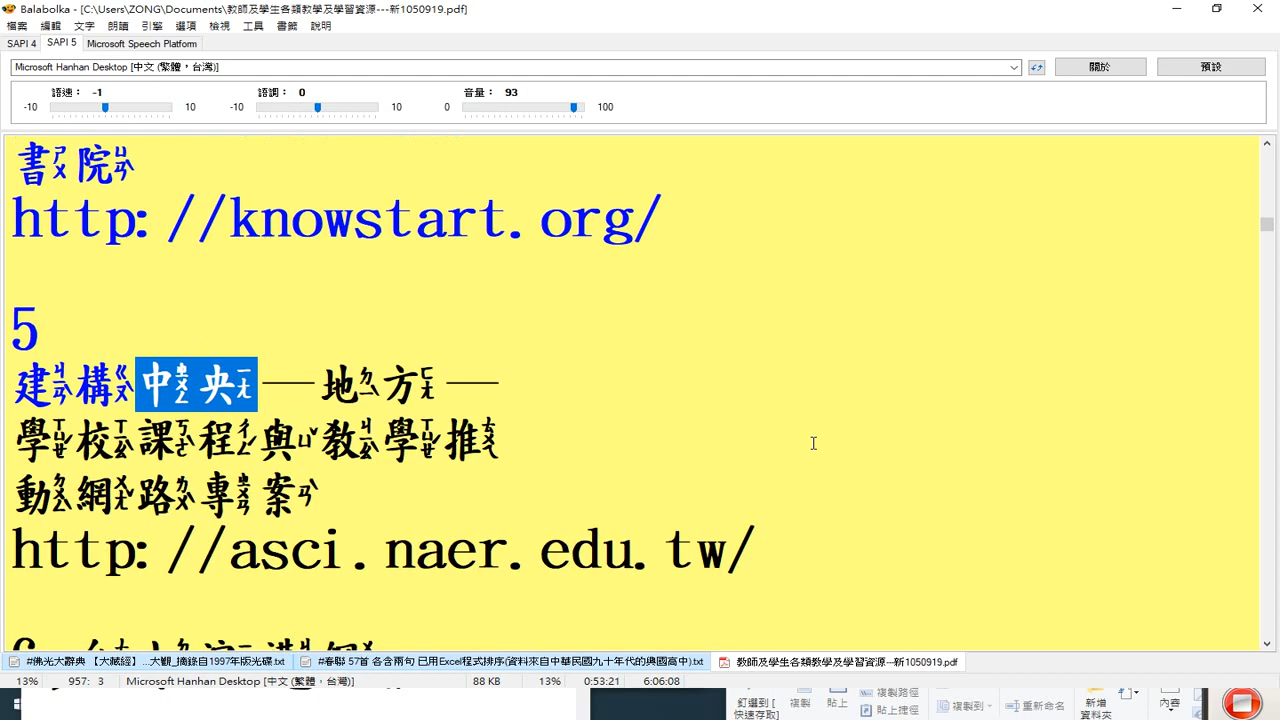 Balabolka - [C:\Users\ZONG\Documents\教師及學生各類教學及學習資源---新1050919.pdf]
檔案 編輯 文字 朗讀 引擎 選項 檢視 工具 書籤 說明
SAPI 4 SAPI 5 Microsoft Speech Platform
Microsoft Hanhan Desktop [中文 (繁體，台灣)] 關於 預設
語速： -1 語調： 0 音量： 93
-10 10 -10 10 0 100
書院
http://knowstart.org/
5
建構中央——地方——
學校課程與教學推
動網路專案
http://asci.naer.edu.tw/
#佛光大辭典 【大藏經】...大觀_摘錄自1997年版光碟.txt #春聯 57首 各含兩句 已用Excel程式排序(資料來自中華民國九十年代的興國高中).txt 教師及學生各類教學及學習資源---新1050919.pdf
13% 957: 3 Microsoft Hanhan Desktop [中文 (繁體，台灣)] 88 KB 13% 0:53:21 6:06:08
釘選到 [ 複製 貼上 複製路徑 貼上捷徑 複製到 重新命名 新增 內容
快速存取] 資料夾